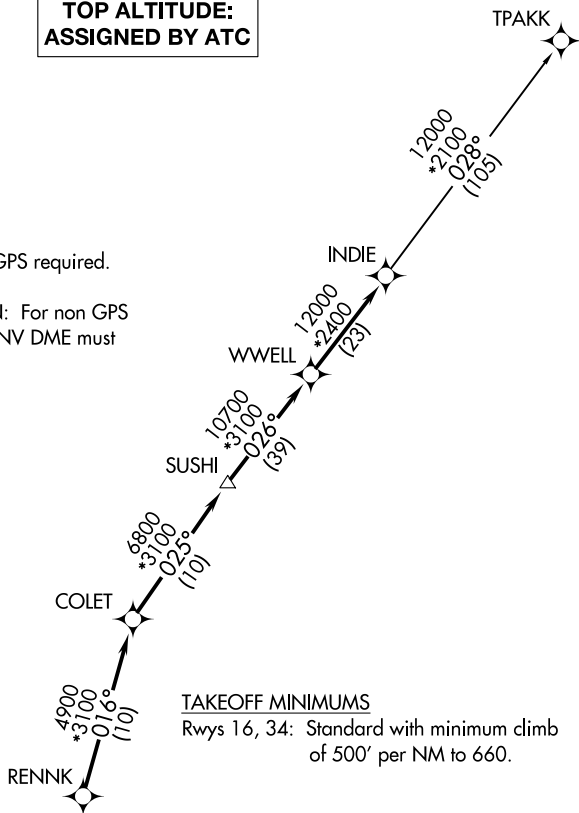 TOP ALTITUDE:
ASSIGNED BY ATC
TPAKK
12000
*2100
028°
(105)
GPS required.
INDIE
N: For non GPS
NV DME must
12000
*2400
(23)
WWELL
10700
*3100
026°
(39)
SUSHI
6800
*3100
025°
(10)
COLET
4900
*3100
016°
(10)
TAKEOFF MINIMUMS
Rwys 16, 34: Standard with minimum climb
of 500' per NM to 660.
RENNK